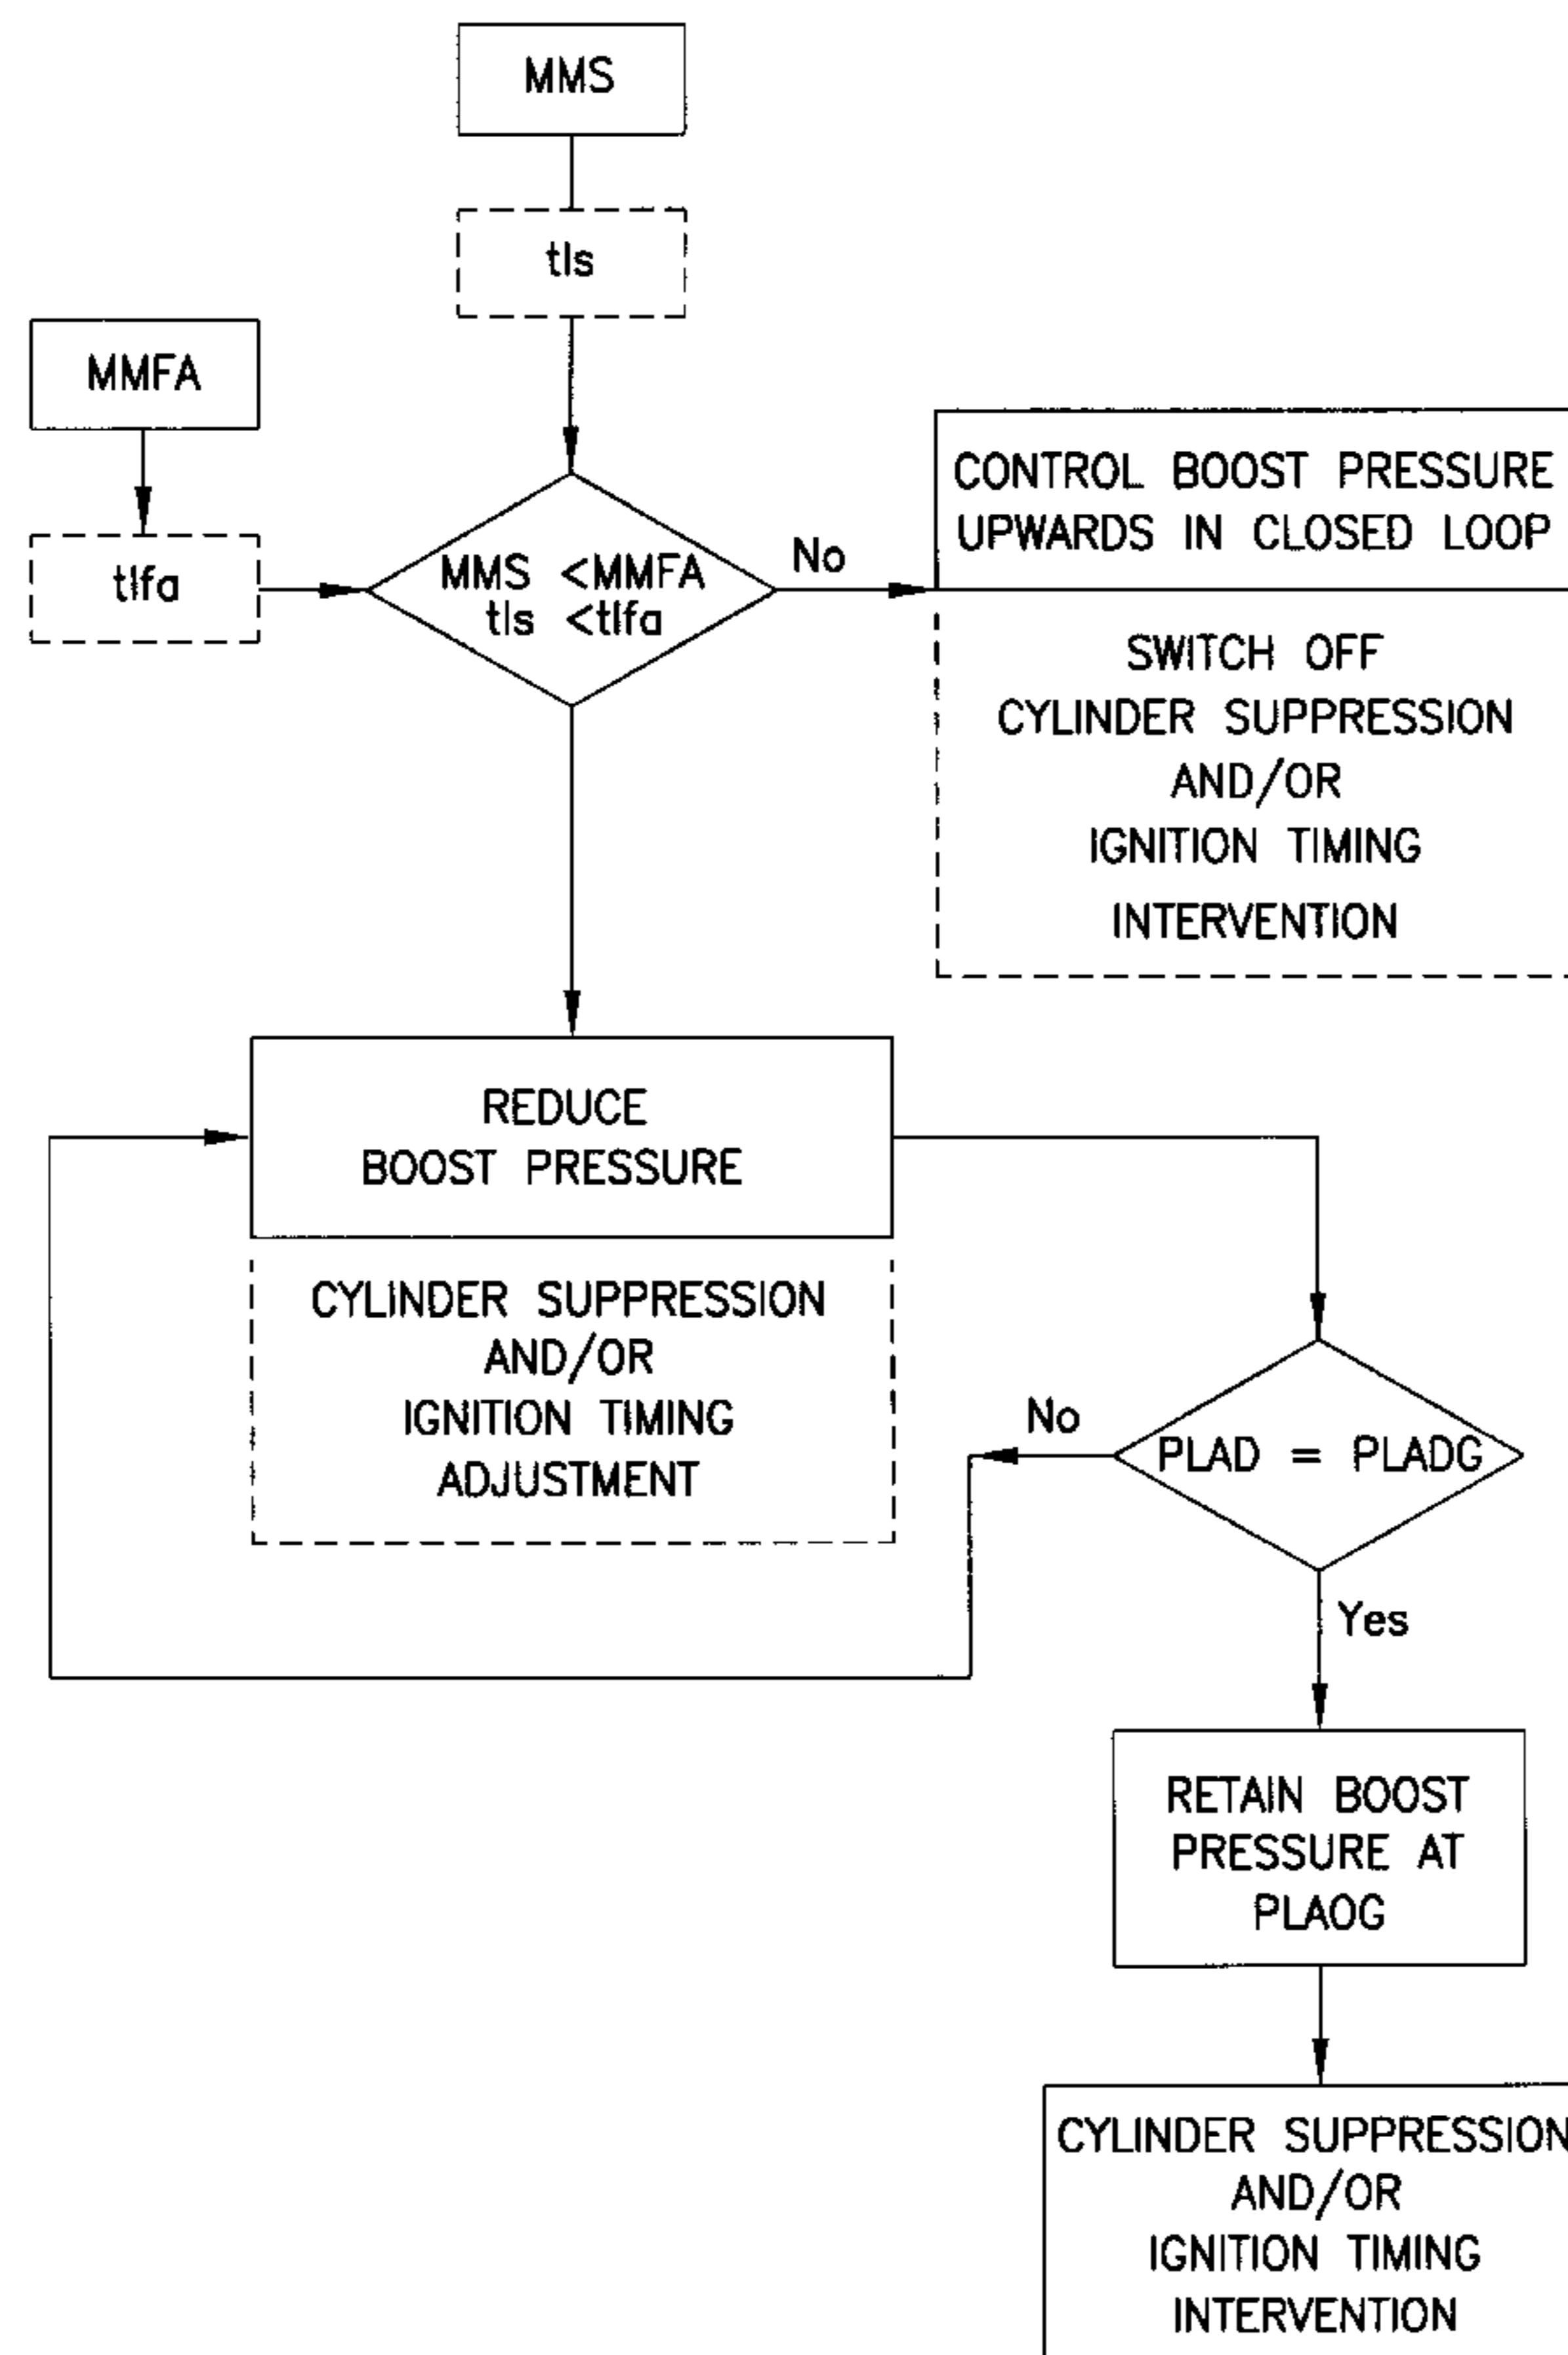 MMS
tls
MMFA
tlfa
MMS <MMFA
tls <tlfa
No
CONTROL BOOST PRESSURE
UPWARDS IN CLOSED LOOP
SWITCH OFF
CYLINDER SUPPRESSION
AND/OR
IGNITION TIMING
INTERVENTION
REDUCE
BOOST PRESSURE
CYLINDER SUPPRESSION
AND/OR
IGNITION TIMING
ADJUSTMENT
No
PLAD = PLADG
Yes
RETAIN BOOST
PRESSURE AT
PLAOG
CYLINDER SUPPRESSION
AND/OR
IGNITION TIMING
INTERVENTION